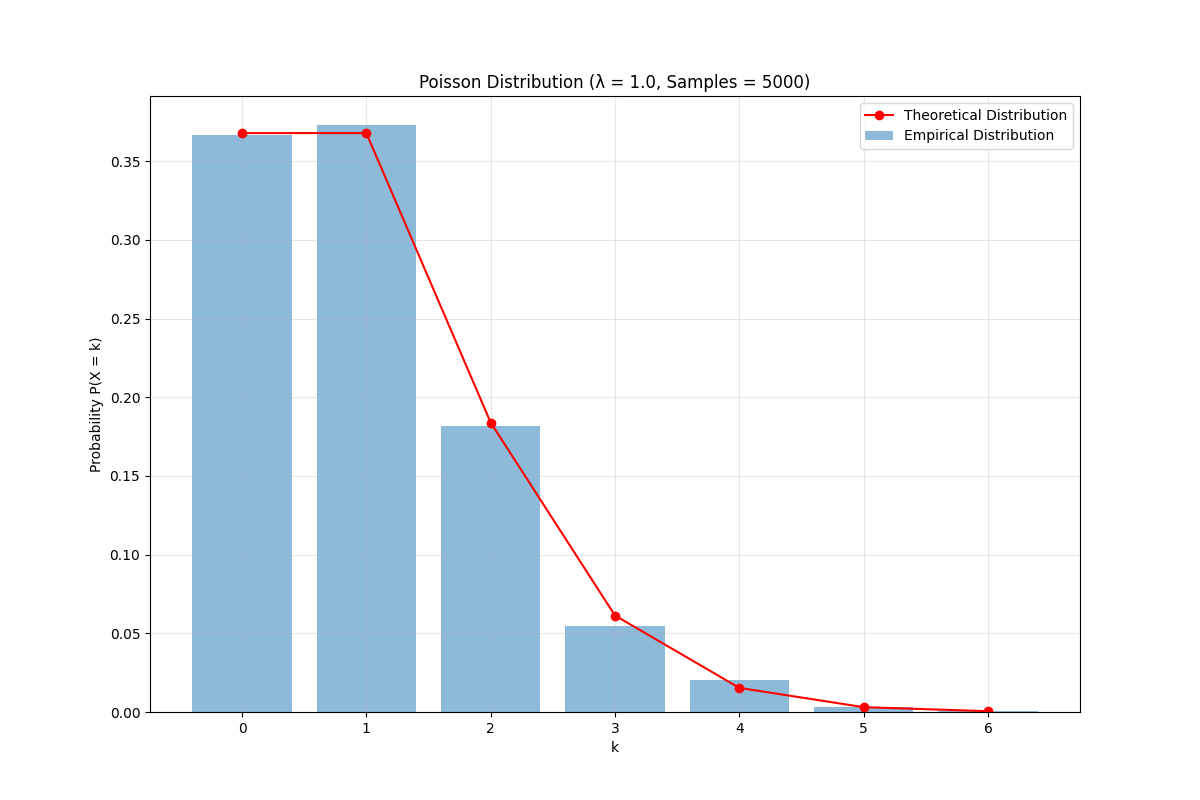 Poisson Distribution (λ = 1.0, Samples = 5000)
Theoretical Distribution
Empirical Distribution
Probability P(X = k)
0.35
0.30
0.25
0.20
0.15
0.10
0.05
0.00
0 1 2 3 4 5 6
k